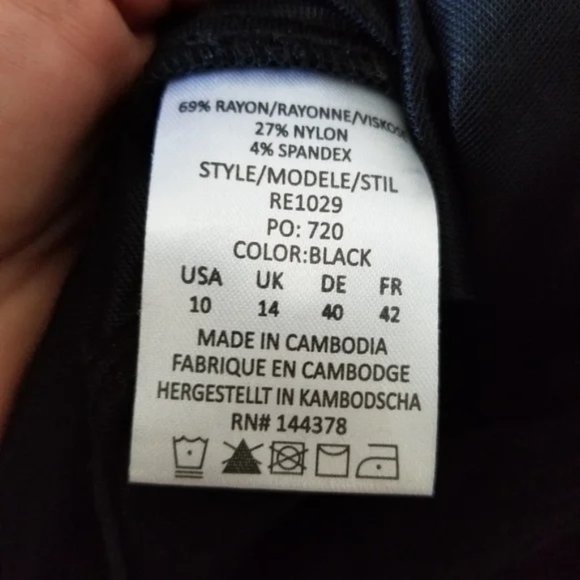 69% RAYON/RAYONNE/VISKOSE
27% NYLON
4% SPANDEX
STYLE/MODELE/STIL
RE1029
PO: 720
COLOR:BLACK
USA UK DE FR
10 14 40 42
MADE IN CAMBODIA
FABRIQUE EN CAMBODGE
HERGESTELLT IN KAMBODSCHA
RN# 144378